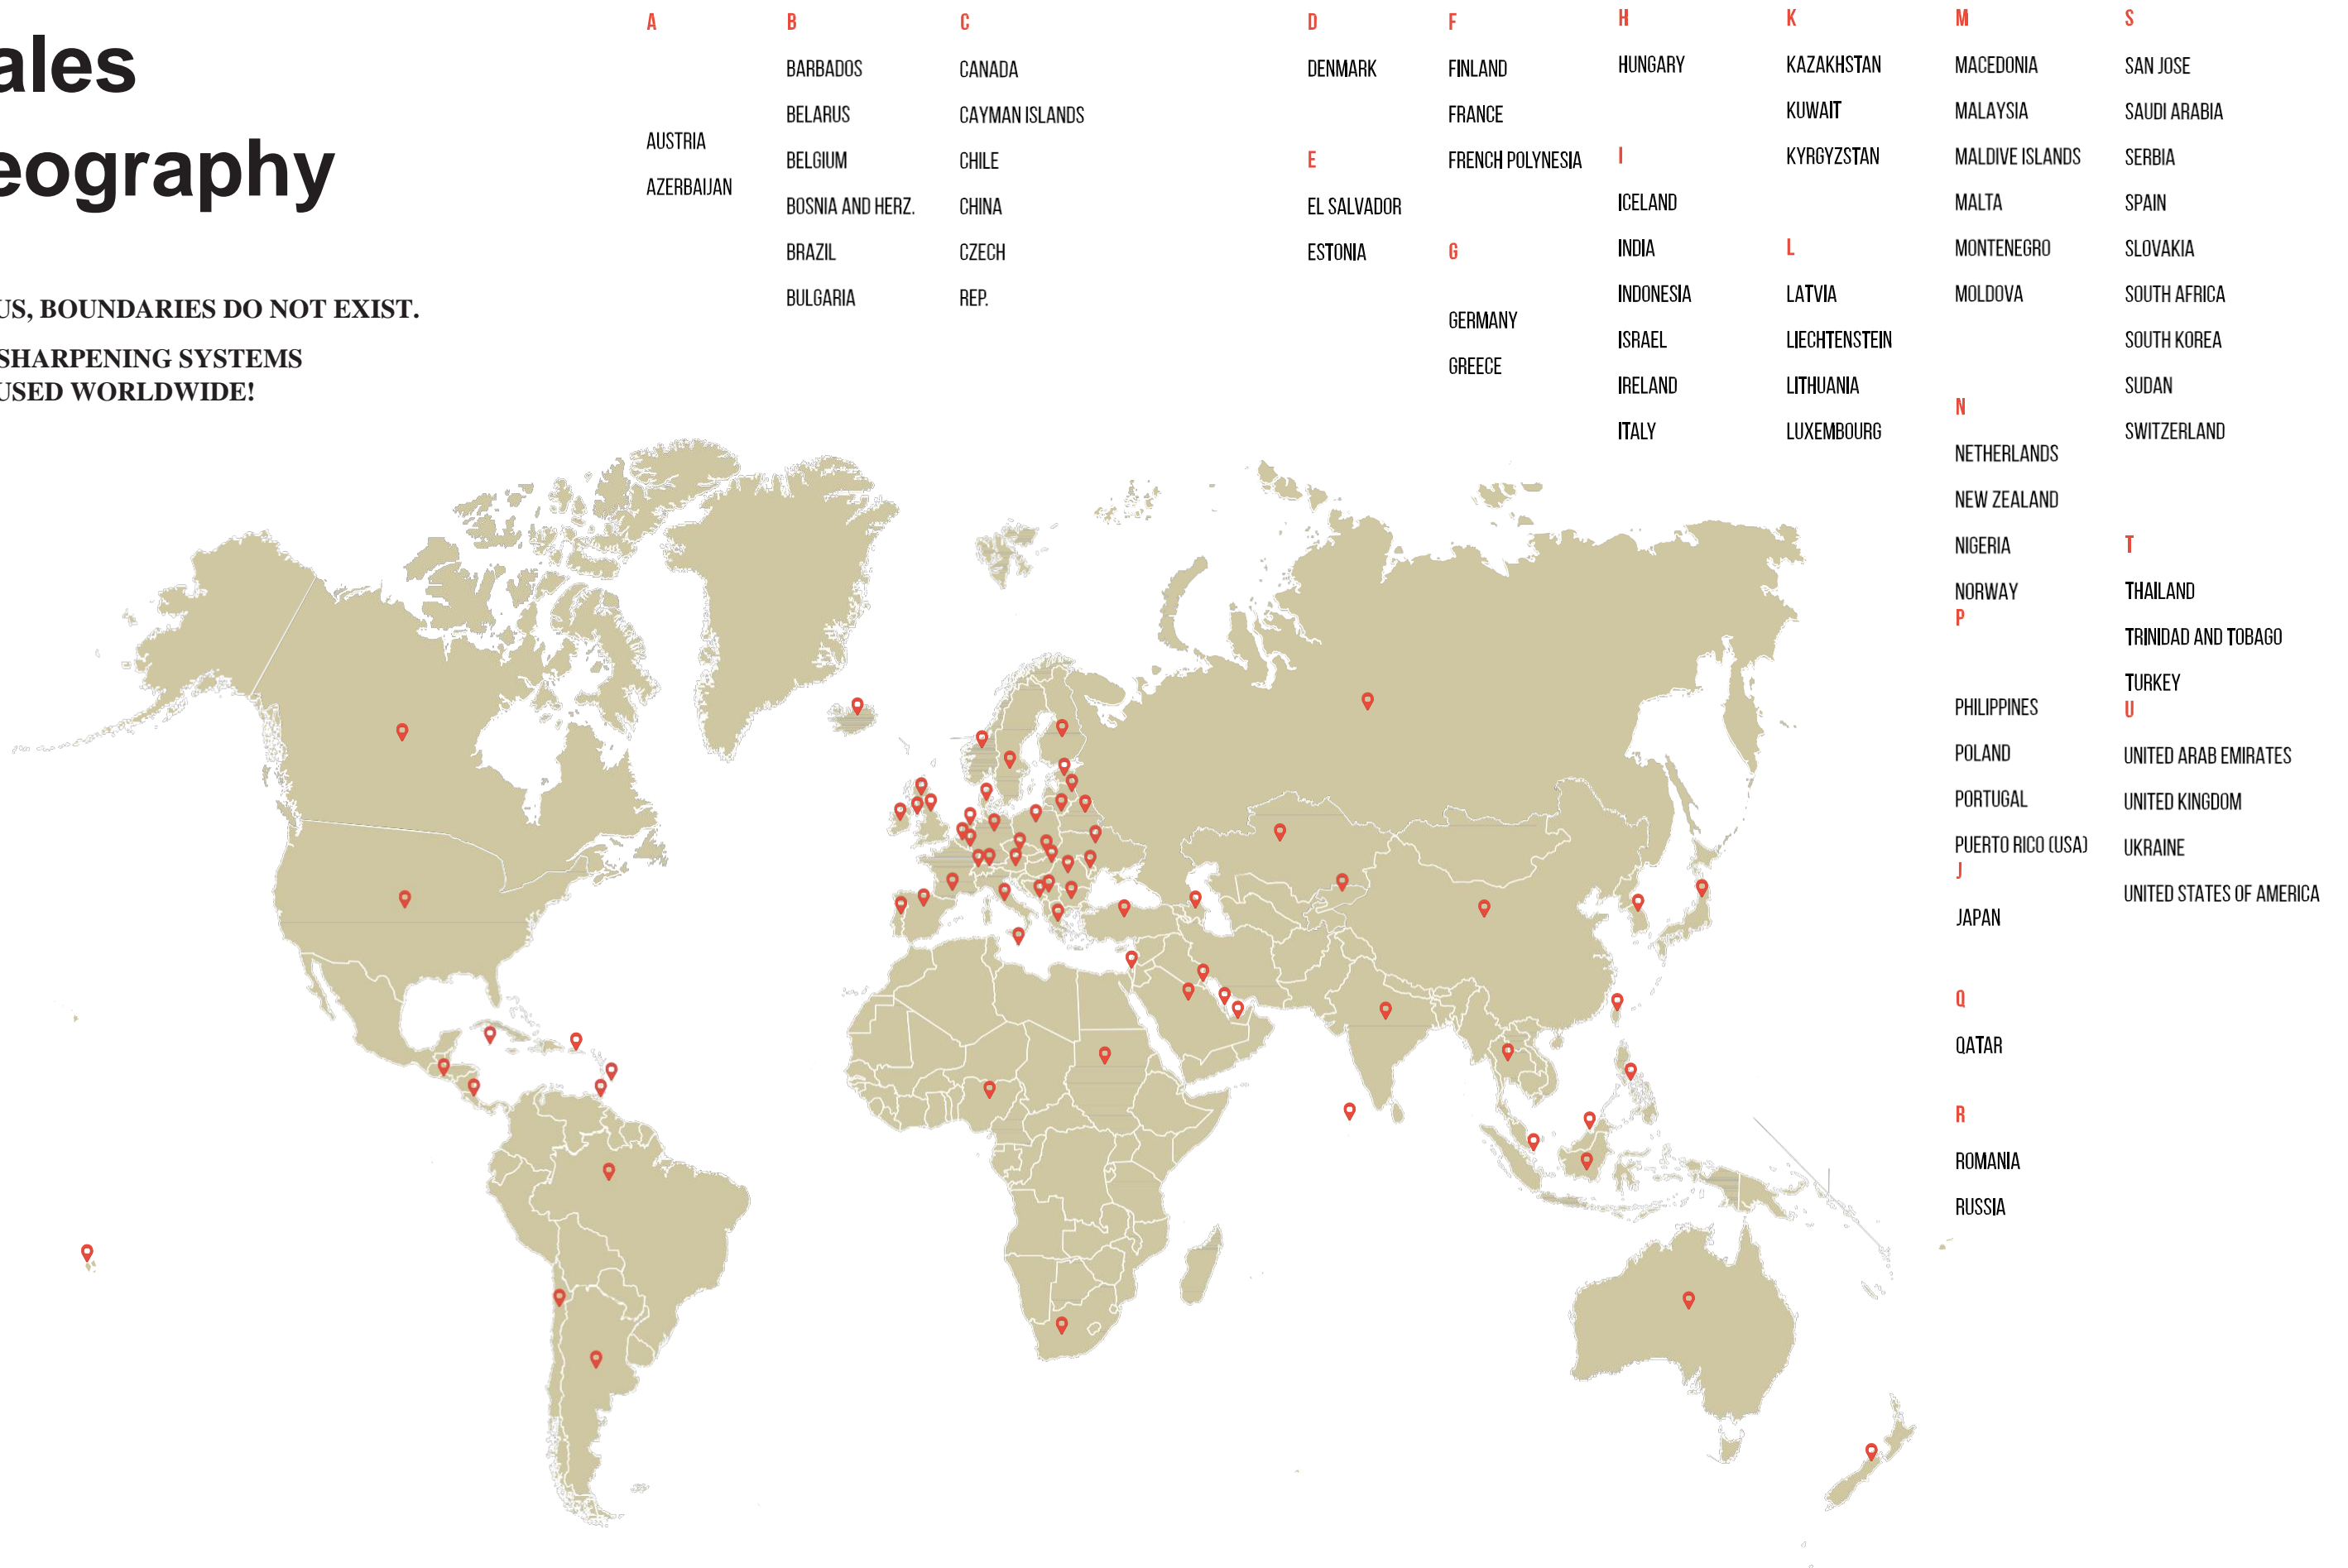 ales
eography
US, BOUNDARIES DO NOT EXIST.
SHARPENING SYSTEMS
USED WORLDWIDE!
A
AUSTRIA
AZERBAIJAN
B
BARBADOS
BELARUS
BELGIUM
BOSNIA AND HERZ.
BRAZIL
BULGARIA
C
CANADA
CAYMAN ISLANDS
CHILE
CHINA
CZECH
REP.
D
DENMARK
E
EL SALVADOR
ESTONIA
F
FINLAND
FRANCE
FRENCH POLYNESIA
G
GERMANY
GREECE
H
HUNGARY
I
ICELAND
INDIA
INDONESIA
ISRAEL
IRELAND
ITALY
K
KAZAKHSTAN
KUWAIT
KYRGYZSTAN
L
LATVIA
LIECHTENSTEIN
LITHUANIA
LUXEMBOURG
M
MACEDONIA
MALAYSIA
MALDIVE ISLANDS
MALTA
MONTENEGRO
MOLDOVA
N
NETHERLANDS
NEW ZEALAND
NIGERIA
NORWAY
P
PHILIPPINES
POLAND
PORTUGAL
PUERTO RICO (USA)
J
JAPAN
Q
QATAR
R
ROMANIA
RUSSIA
S
SAN JOSE
SAUDI ARABIA
SERBIA
SPAIN
SLOVAKIA
SOUTH AFRICA
SOUTH KOREA
SUDAN
SWITZERLAND
T
THAILAND
TRINIDAD AND TOBAGO
TURKEY
U
UNITED ARAB EMIRATES
UNITED KINGDOM
UKRAINE
UNITED STATES OF AMERICA